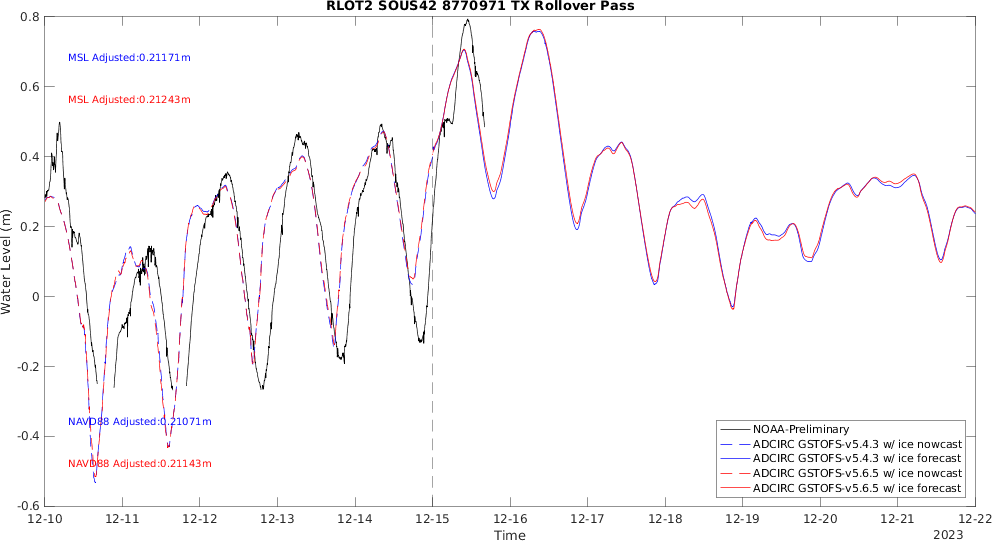 RLOT2 SOUS42 8770971 TX Rollover Pass
Water Level (m)
0.8
0.6
0.4
0.2
0
-0.2
-0.4
-0.6
MSL Adjusted:0.21171m
MSL Adjusted:0.21243m
NAVD88 Adjusted:0.21071m
NAVD88 Adjusted:0.21143m
NOAA-Preliminary
ADCIRC GSTOFS-v5.4.3 w/ ice nowcast
ADCIRC GSTOFS-v5.4.3 w/ ice forecast
ADCIRC GSTOFS-v5.6.5 w/ ice nowcast
ADCIRC GSTOFS-v5.6.5 w/ ice forecast
12-10 12-11 12-12 12-13 12-14 12-15 12-16 12-17 12-18 12-19 12-20 12-21 12-22
Time
2023